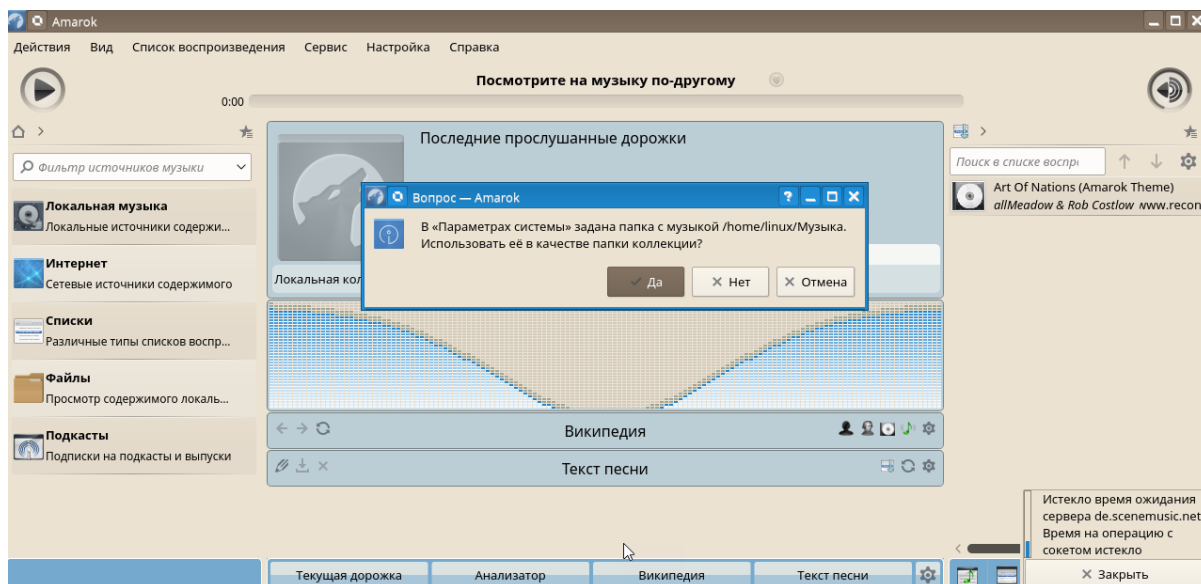 Amarok
Действия Вид Список воспроизведения Сервис Настройка Справка
Посмотрите на музыку по-другому
0:00
Фильтр источников музыки
Локальная музыка
Локальные источники содержи...
Интернет
Сетевые источники содержимого
Списки
Различные типы списков воспр...
Файлы
Просмотр содержимого локаль...
Подкасты
Подписки на подкасты и выпуски
Последние прослушанные дорожки
Локальная кол
Вопрос — Amarok
В «Параметрах системы» задана папка с музыкой /home/linux/Музыка.
Использовать её в качестве папки коллекции?
Да Нет Отмена
Википедия
Текст песни
Текущая дорожка Анализатор Википедия Текст песни
Поиск в списке воспр
Art Of Nations (Amarok Theme)
allMeadow & Rob Costlow www.recon
Истекло время ожидания
сервера de.scenemusic.net
Время на операцию с
сокетом истекло
Закрыть